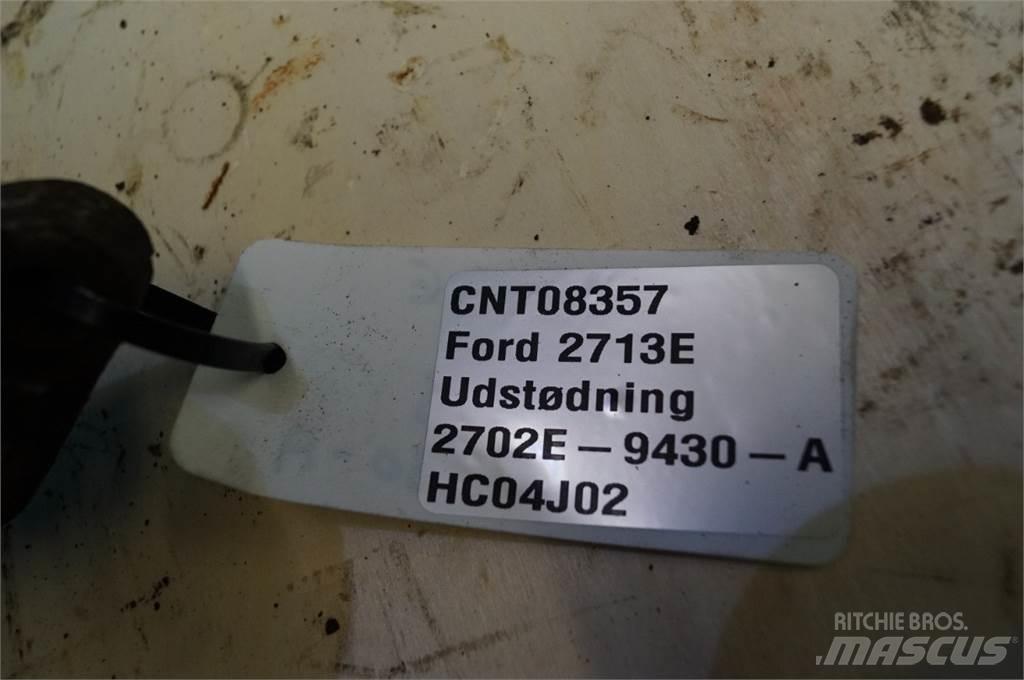 CNT08357
Ford 2713E
Udstødning
2702E-9430-A
HC04J02
RITCHIE BROS.
MASCUS